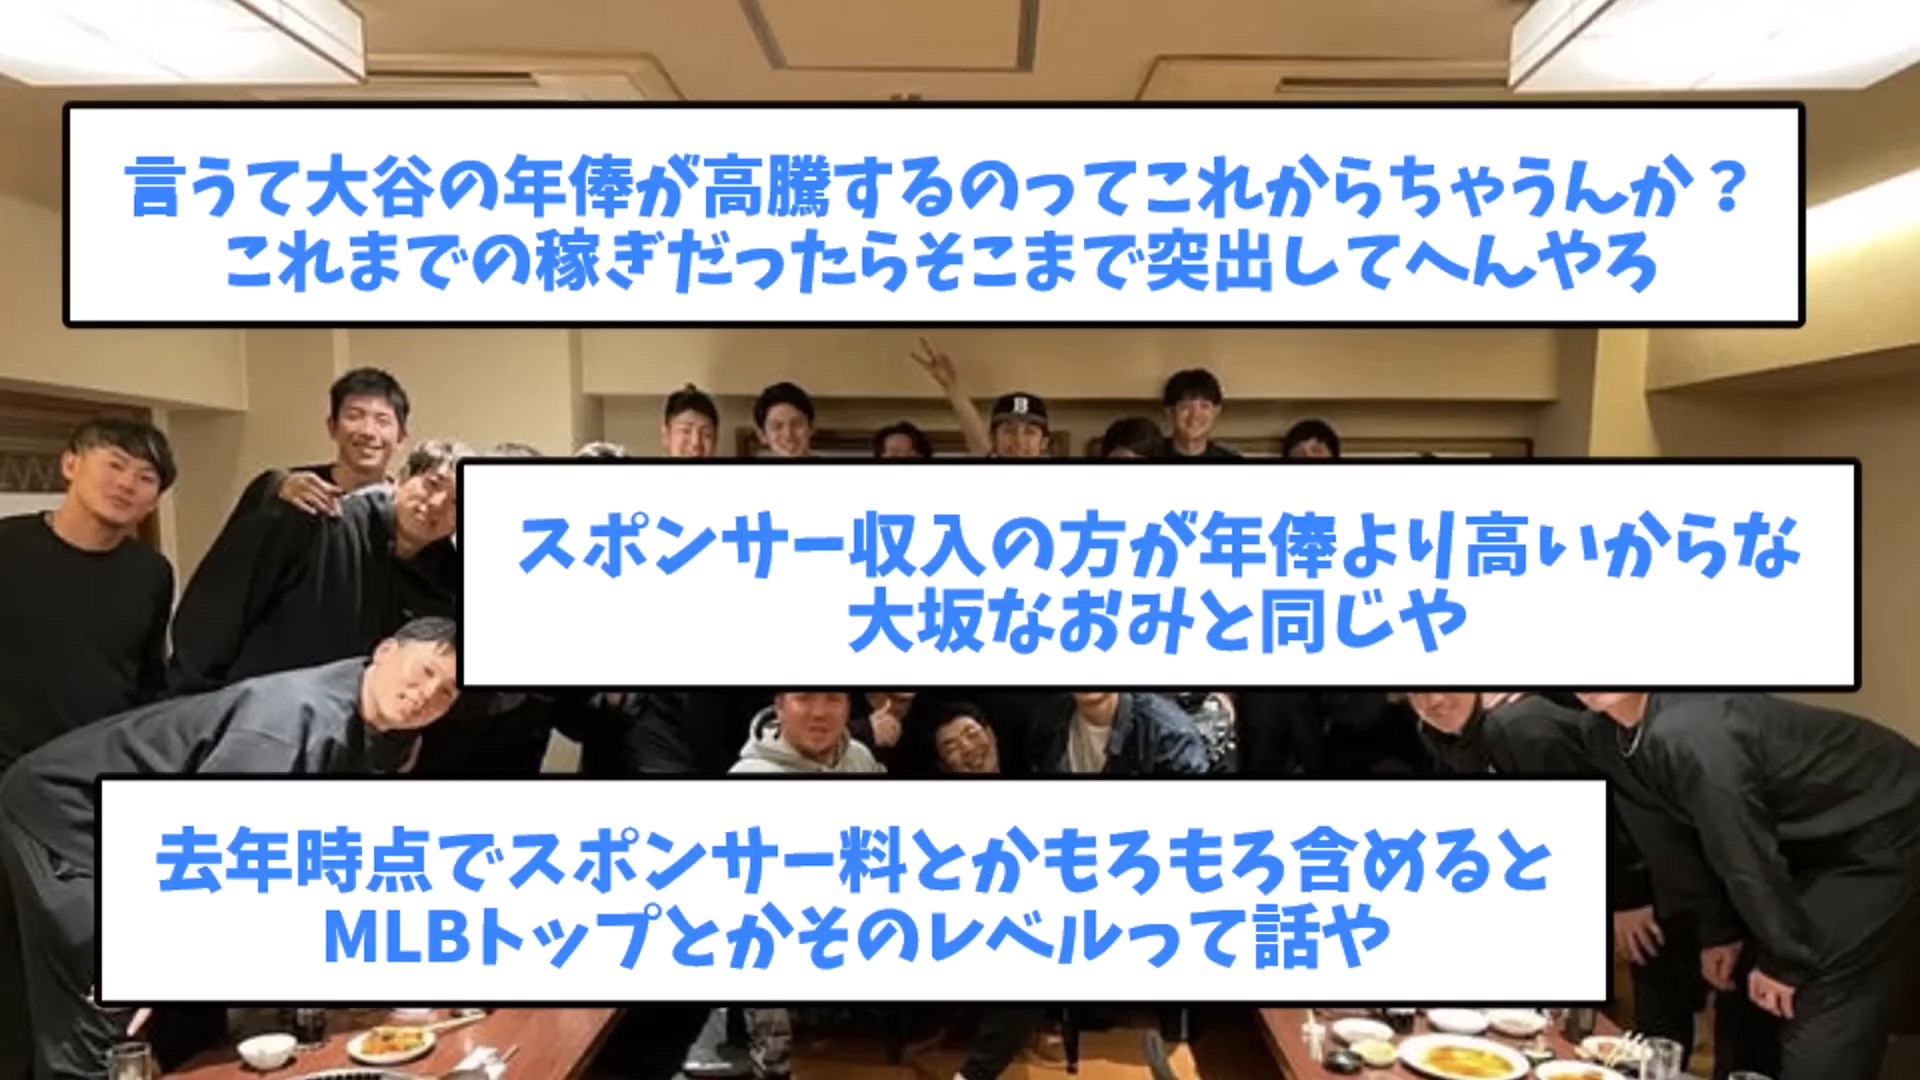 言うて大谷の年俸が高騰するのってこれからちゃうんか？
これまでの稼ぎだったらそこまで突出してへんやろ
B
スポンサー収入の方が年俸より高いからな
大坂なおみと同じや
去年時点でスポンサー料とかもろもろ含めると
MLBトップとかそのレベルって話や